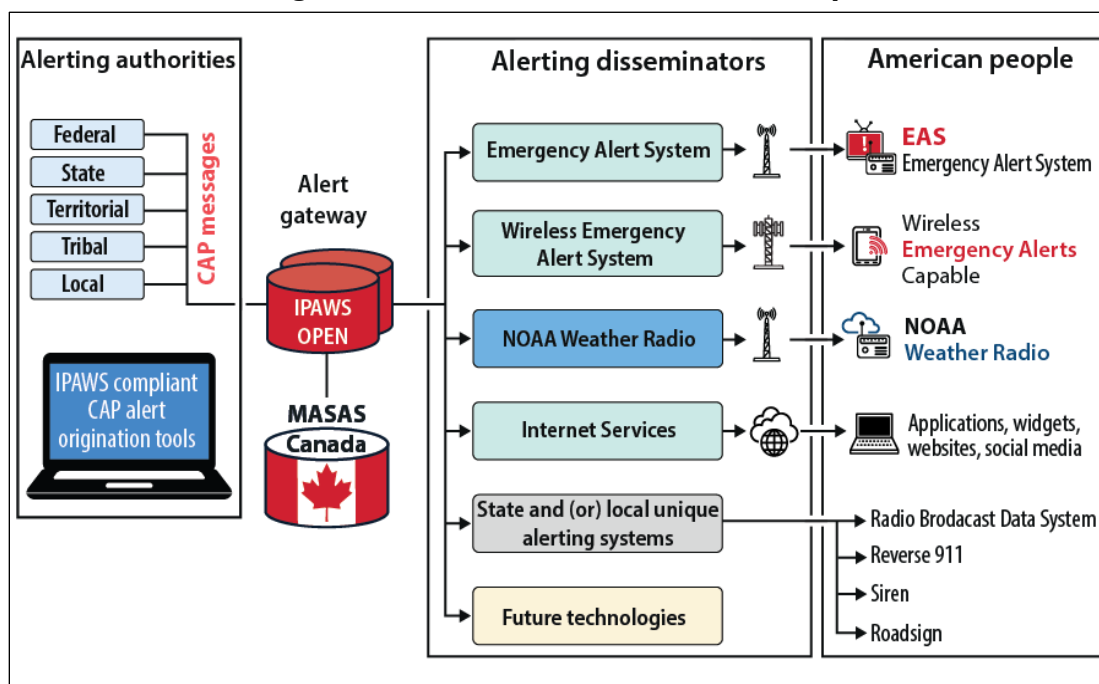 Alerting authorities
Federal
State
Territorial
Tribal
Local
CAP messages
IPAWS compliant
CAP alert
origination tools
Alert
gateway
IPAWS
OPEN
MASAS
Canada
Alerting disseminators
Emergency Alert System
Wireless Emergency
Alert System
NOAA Weather Radio
Internet Services
State and (or) local unique
alerting systems
Future technologies
American people
EAS
Emergency Alert System
Wireless
Emergency Alerts
Capable
NOAA
Weather Radio
Applications, widgets,
websites, social media
Radio Brodacast Data System
Reverse 911
Siren
Roadsign